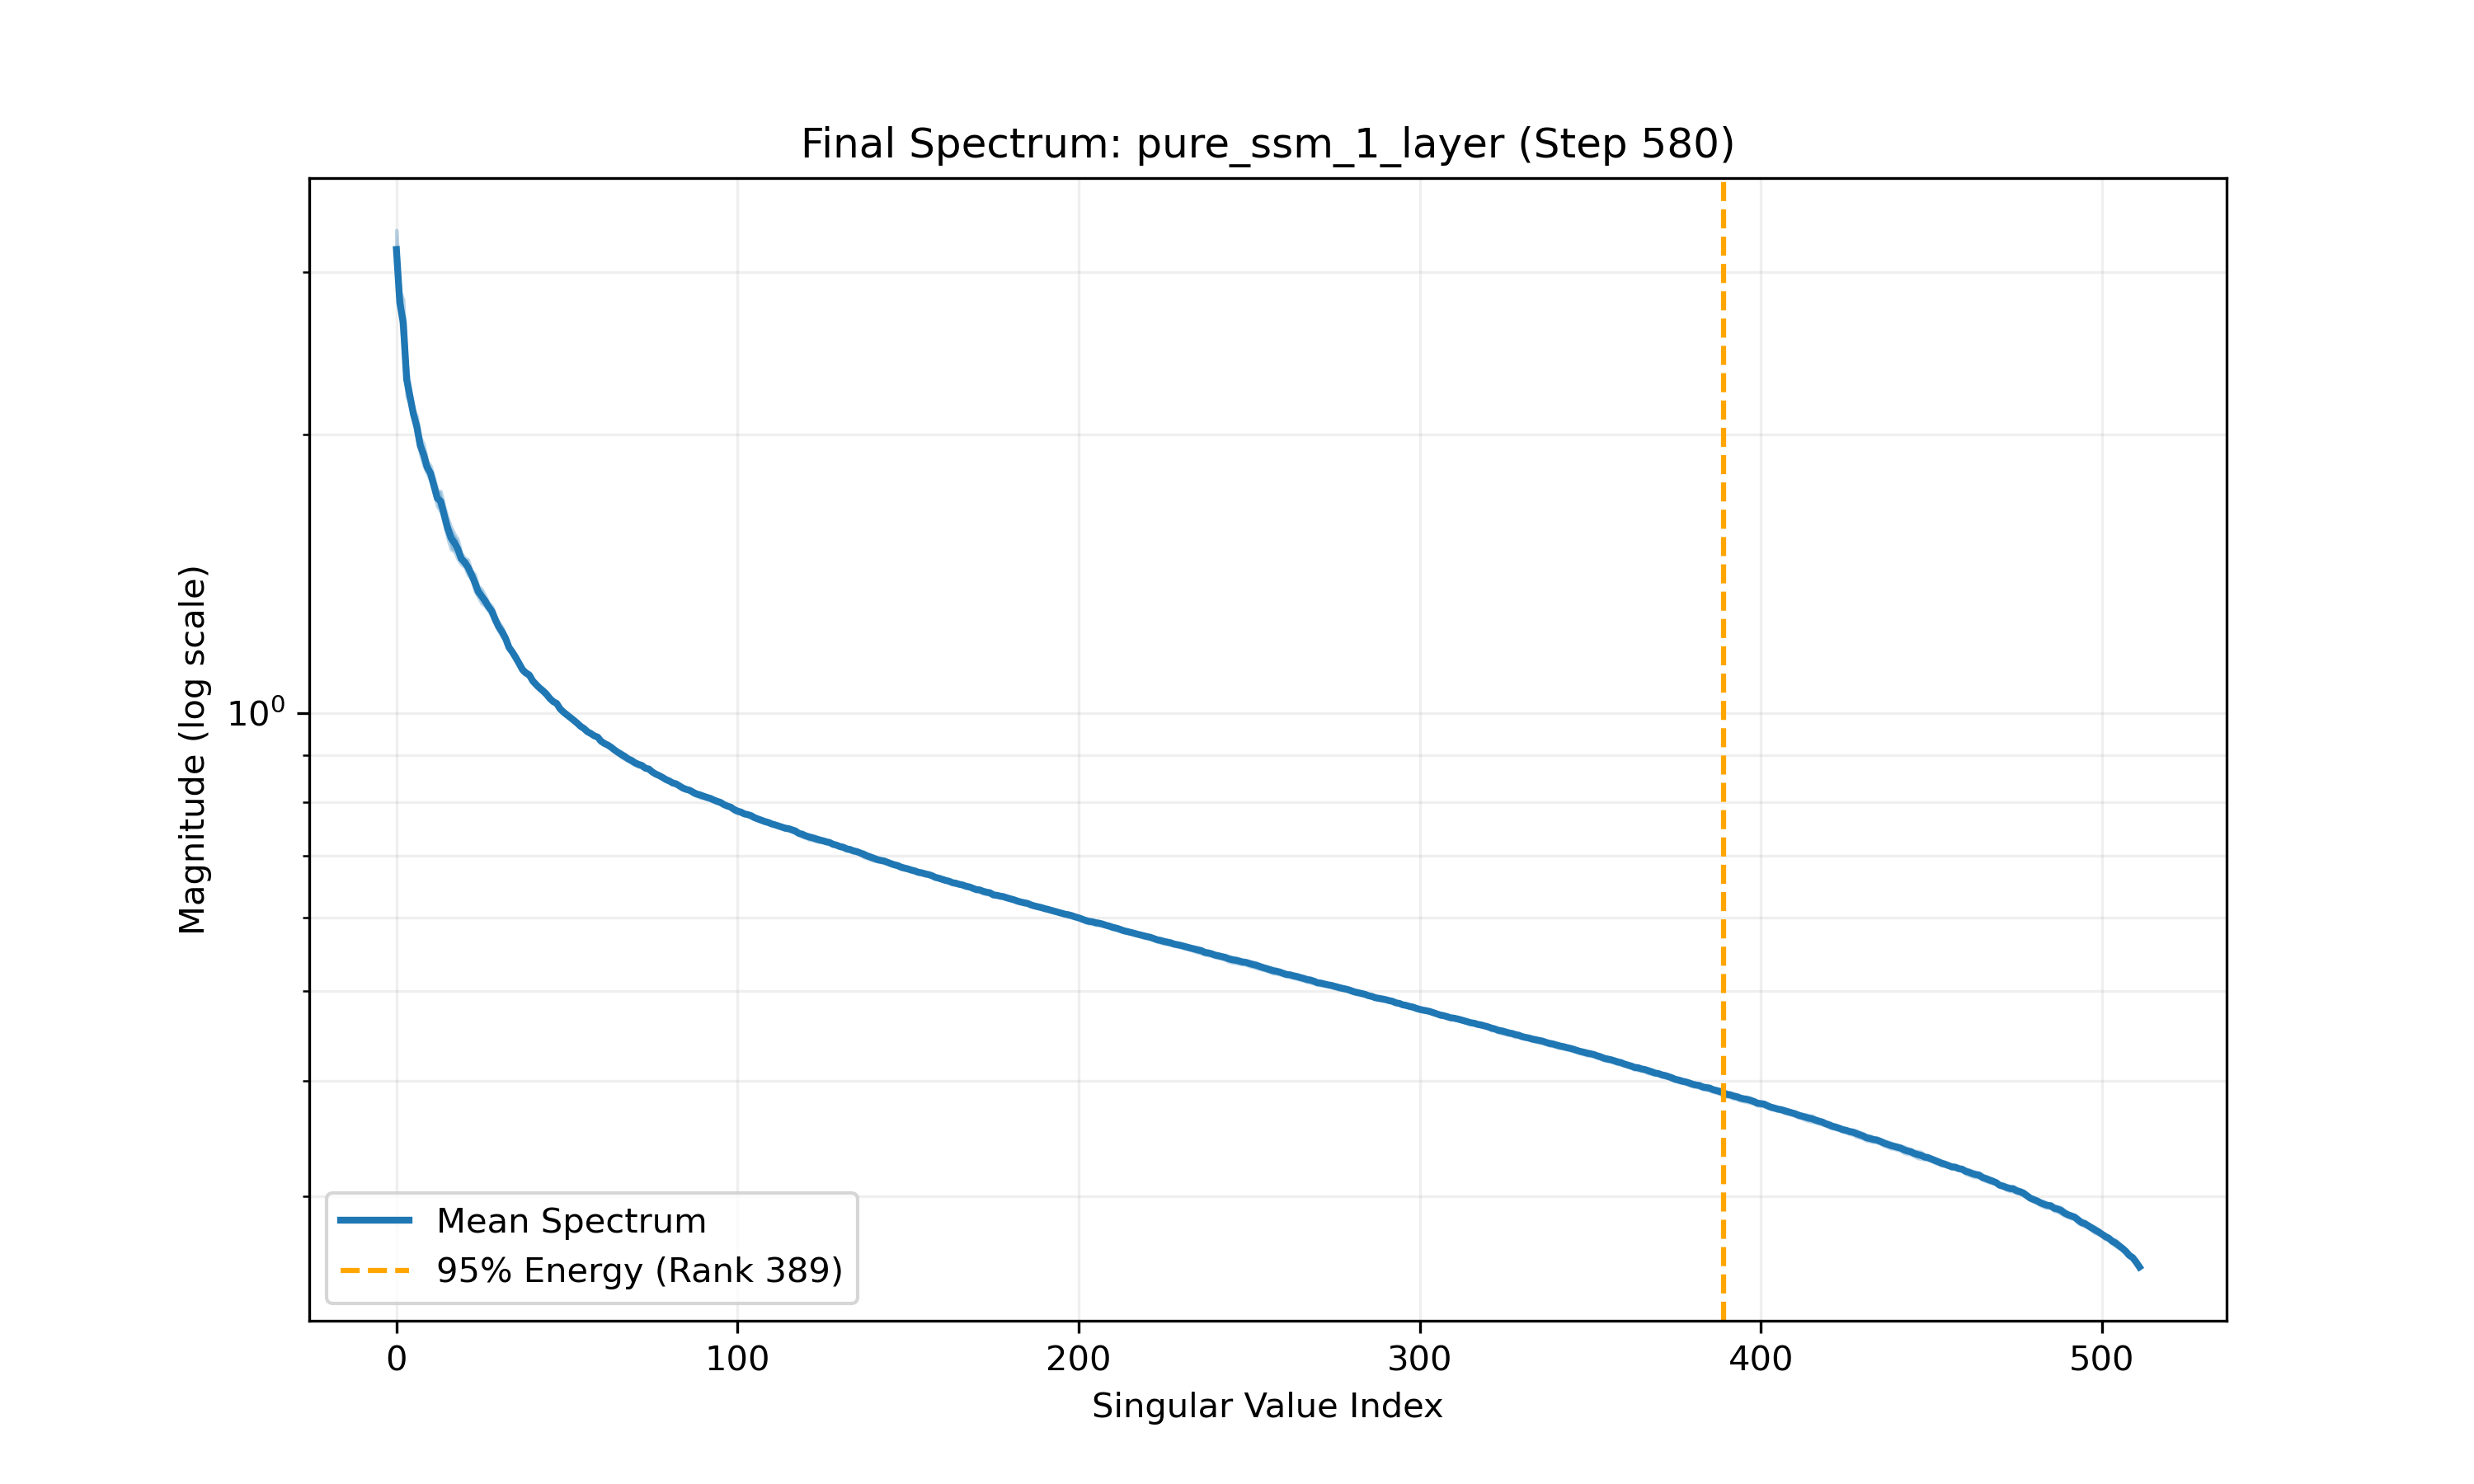 Final Spectrum: pure_ssm_1_layer (Step 580)
Magnitude (log scale)
10⁰
Mean Spectrum
95% Energy (Rank 389)
0 100 200 300 400 500
Singular Value Index